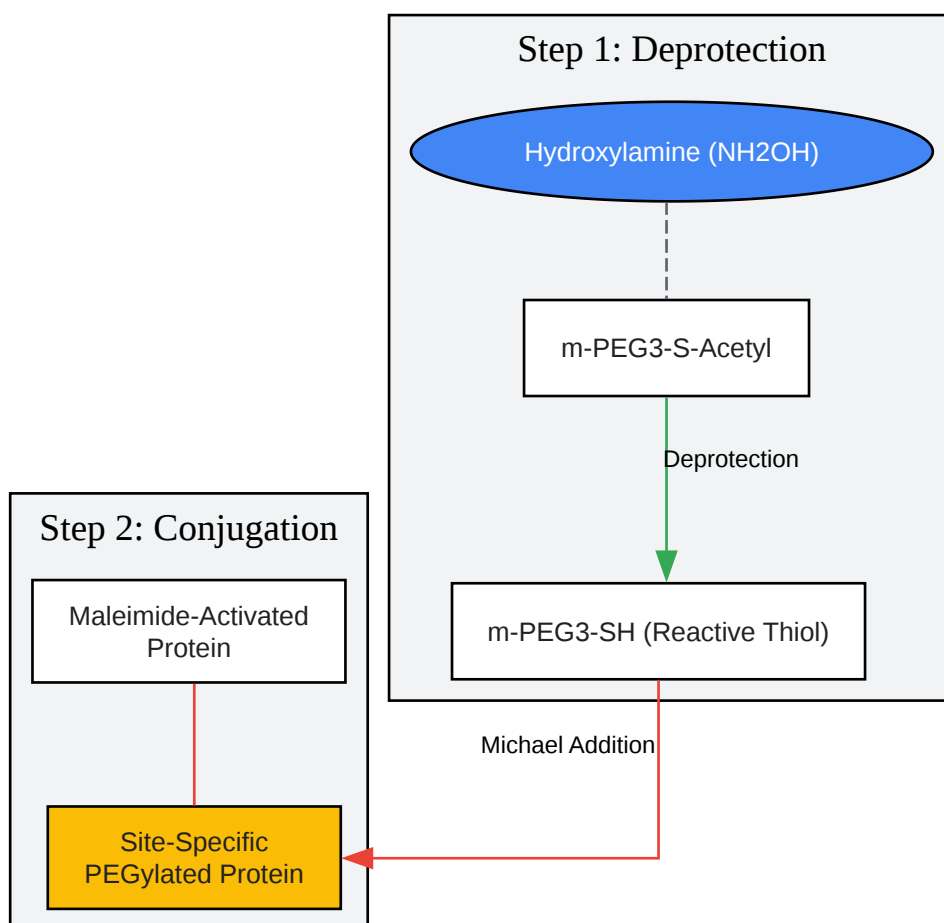 Step 1: Deprotection
Hydroxylamine (NH2OH)
m-PEG3-S-Acetyl
Deprotection
m-PEG3-SH (Reactive Thiol)
Michael Addition
Step 2: Conjugation
Maleimide-Activated
Protein
Site-Specific
PEGylated Protein